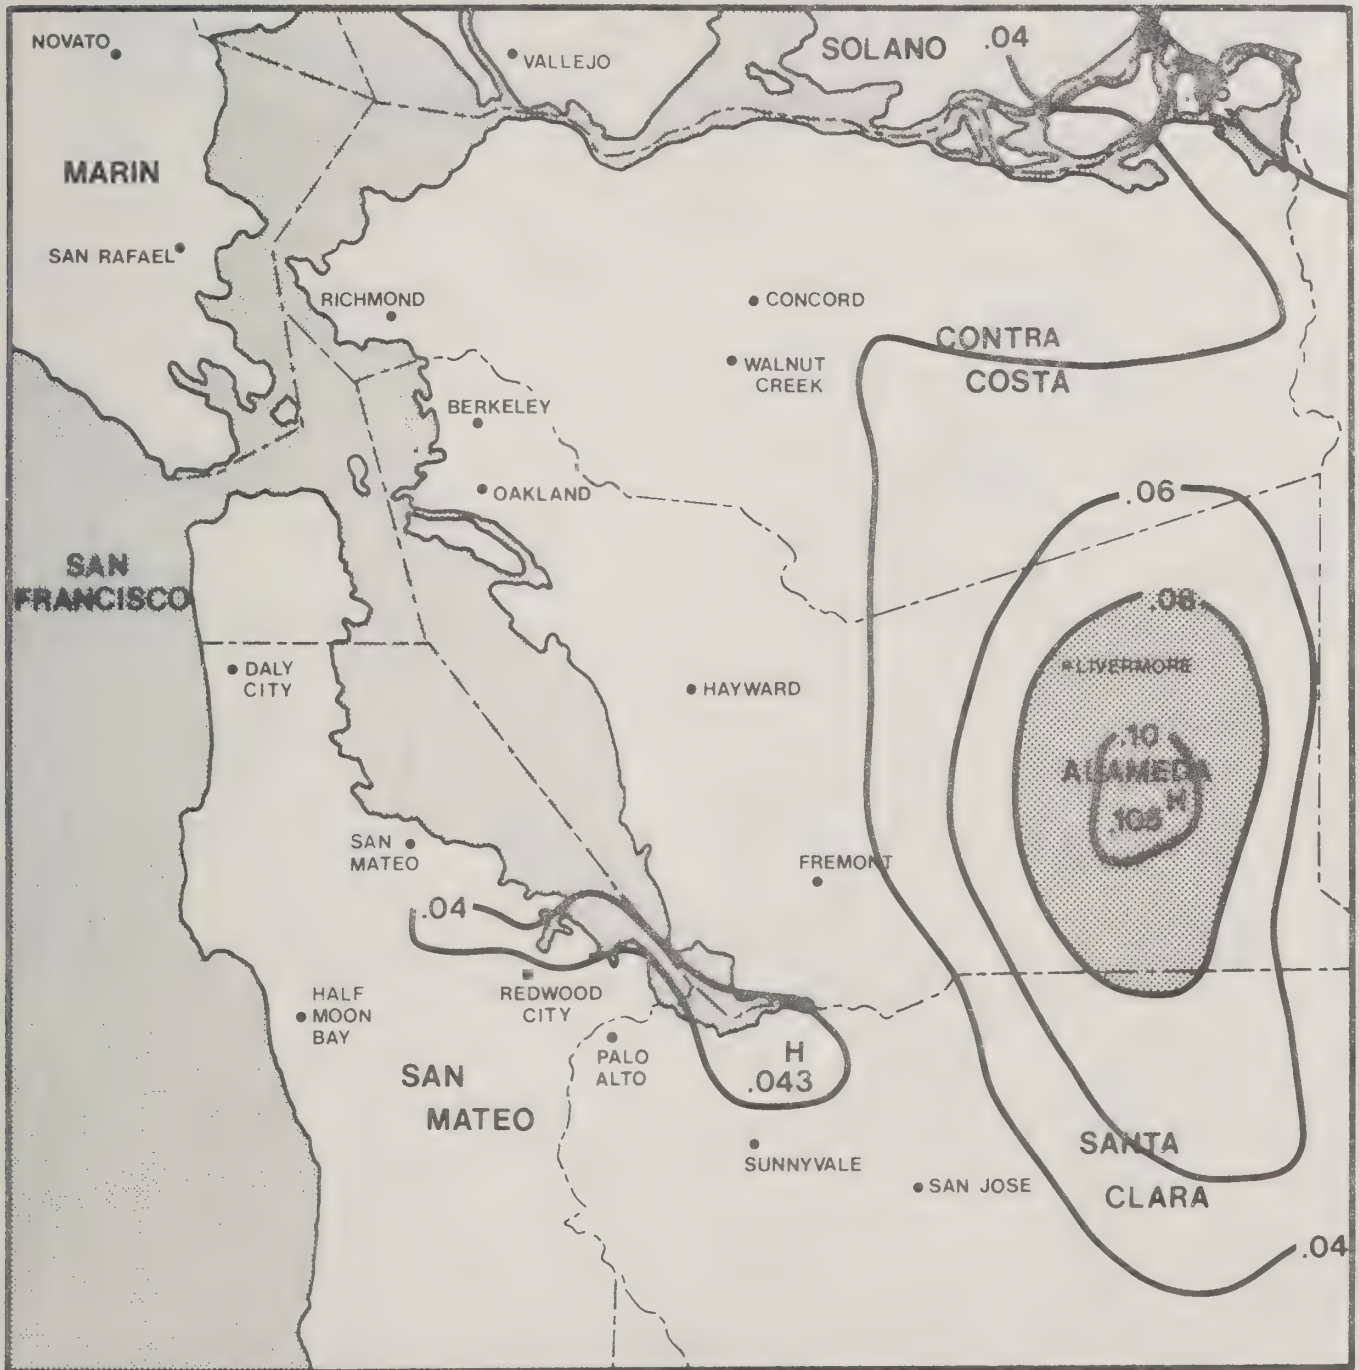 NOVATO
VALLEJO
SOLANO
.04
MARIN
SAN RAFAEL
RICHMOND
CONCORD
CONTRA
COSTA
WALNUT
CREEK
BERKELEY
OAKLAND
.06
SAN
FRANCISCO
.08
LIVERMORE
DALY
CITY
HAYWARD
.10
ALAMEDA
H
.105
SAN
MATEO
FREMONT
.04
REDWOOD
CITY
HALF
MOON
BAY
PALO
ALTO
H
.043
SAN
MATEO
SUNNYVALE
SANTA
CLARA
SAN JOSE
.04